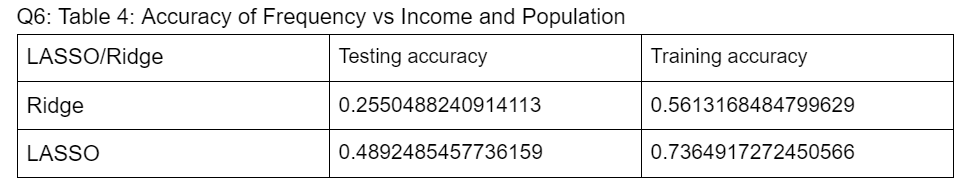 Q6: Table 4: Accuracy of Frequency vs Income and Population
LASSO/Ridge Testing accuracy Training accuracy
Ridge 0.2550488240914113 0.5613168484799629
LASSO 0.4892485457736159 0.7364917272450566